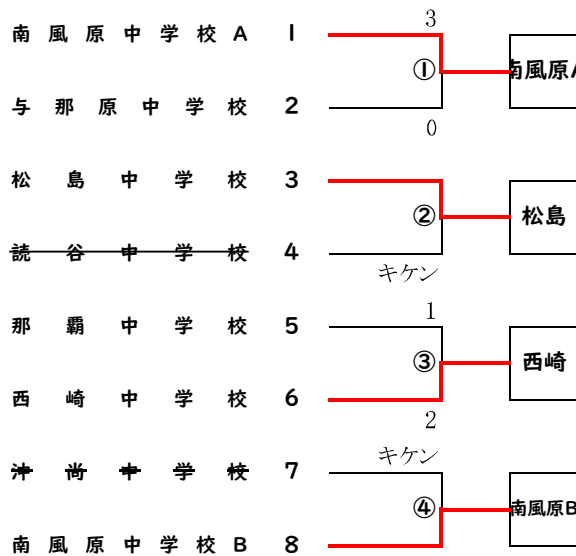 南風原中学校A 1
3
① 南風原A
与那原中学校 2
0
松島中学校 3
② 松島
読谷中学校 4
キケン
1
那覇中学校 5
③ 西崎
西崎中学校 6
2
キケン
沖尚中学校 7
④ 南風原B
南風原中学校B 8